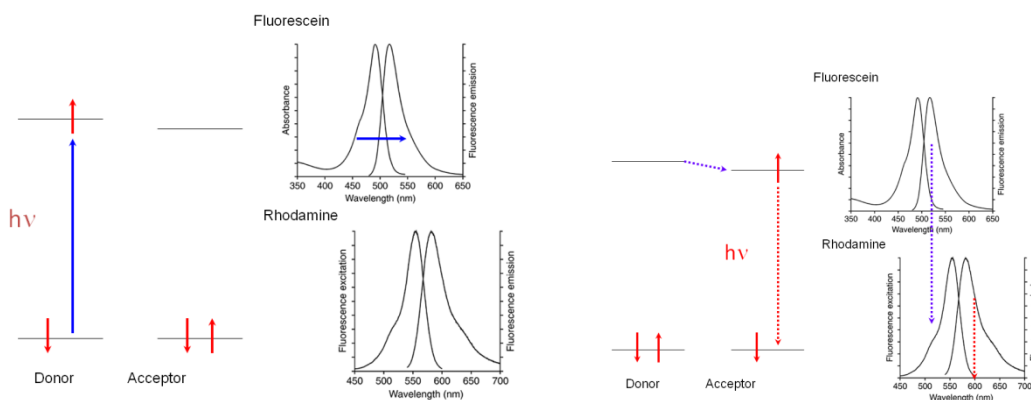 Fluorescein
Absorbance
Fluorescence emission
350 400 450 500 550 600 650
Wavelength (nm)
hν
Rhodamine
Fluorescence excitation
Fluorescence emission
450 500 550 600 650 700
Wavelength (nm)
Donor Acceptor
Fluorescein
Absorbance
Fluorescence emission
350 400 450 500 550 600 650
Wavelength (nm)
hν
Rhodamine
Fluorescence excitation
450 500 550 600 650 700
Wavelength (nm)
Donor Acceptor